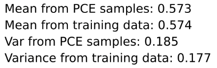 Mean from PCE samples: 0.573
Mean from training data: 0.574
Var from PCE samples: 0.185
Variance from training data: 0.177